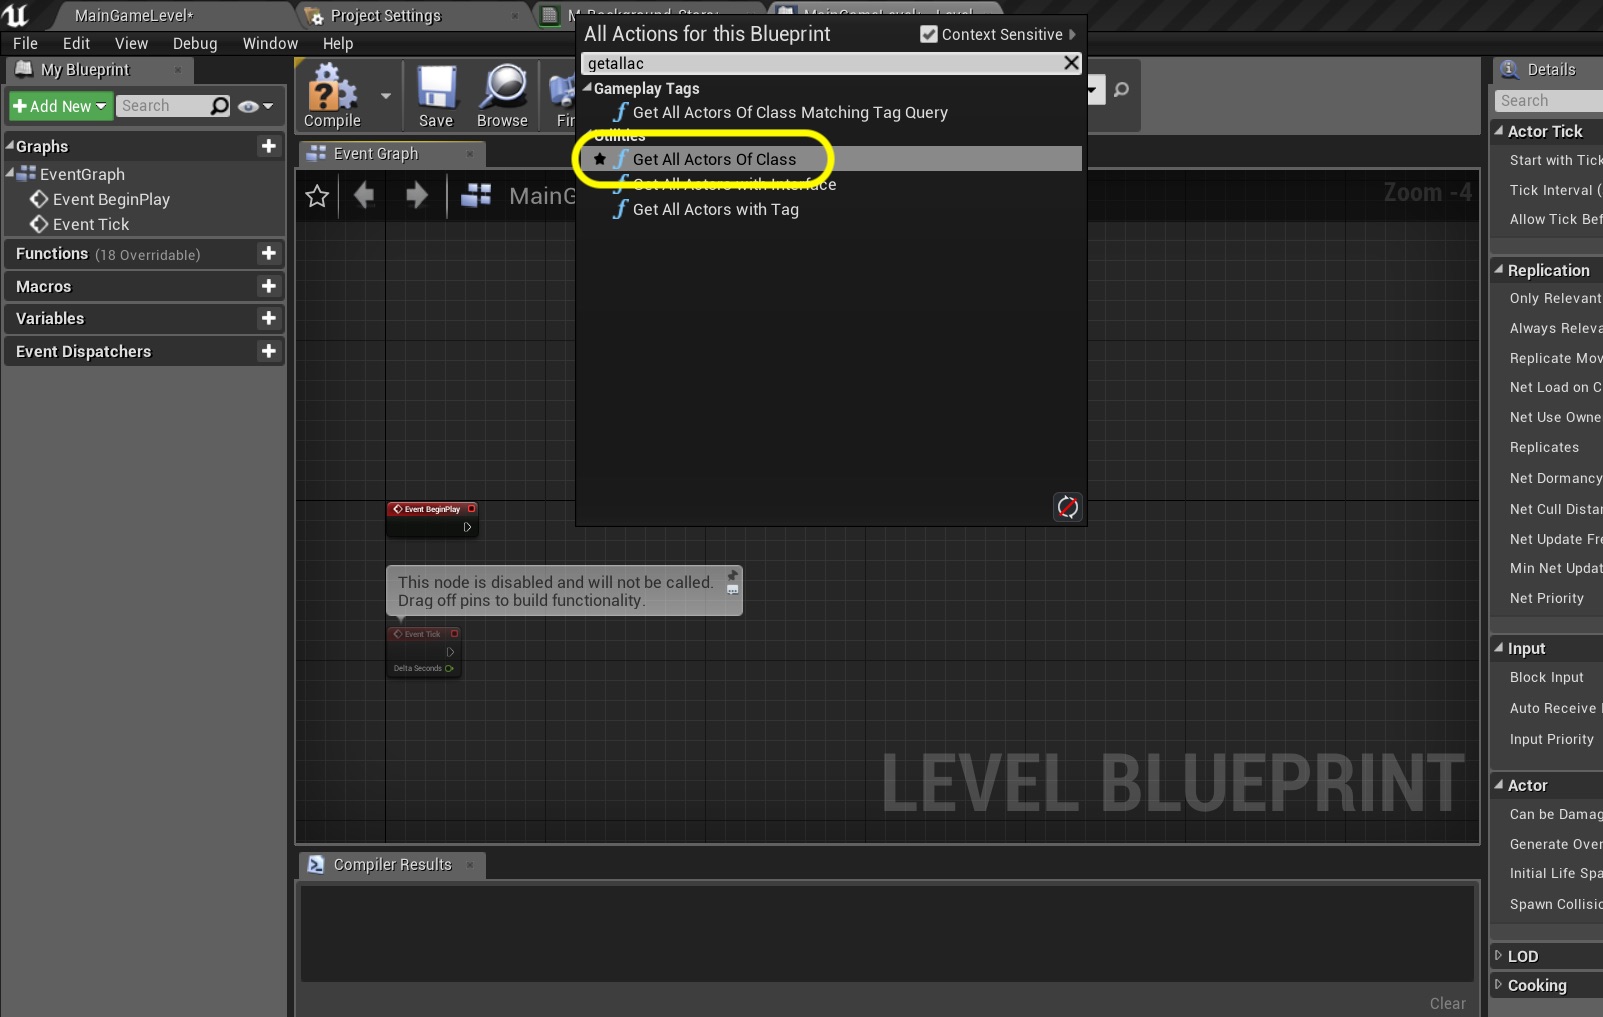 MainGameLevel*
Project Settings
File Edit View Debug Window Help
My Blueprint
Add New
Search
Graphs
EventGraph
Event BeginPlay
Event Tick
Functions (18 Overridable)
Macros
Variables
Event Dispatchers
Compile
Save
Browse
Event Graph
MainG
Zoom -4
All Actions for this Blueprint
Context Sensitive
getallac
Gameplay Tags
Get All Actors Of Class Matching Tag Query
Utilities
Get All Actors Of Class
Get All Actors with Interface
Get All Actors with Tag
Event BeginPlay
This node is disabled and will not be called.
Drag off pins to build functionality.
Event Tick
Delta Seconds
LEVEL BLUEPRINT
Compiler Results
Clear
Details
Search
Actor Tick
Start with Tick
Tick Interval (
Allow Tick Bef
Replication
Only Relevant
Always Releva
Replicate Mov
Net Load on C
Net Use Owne
Replicates
Net Dormancy
Net Cull Distan
Net Update Fre
Min Net Updat
Net Priority
Input
Block Input
Auto Receive
Input Priority
Actor
Can be Damag
Generate Over
Initial Life Spa
Spawn Collisio
LOD
Cooking